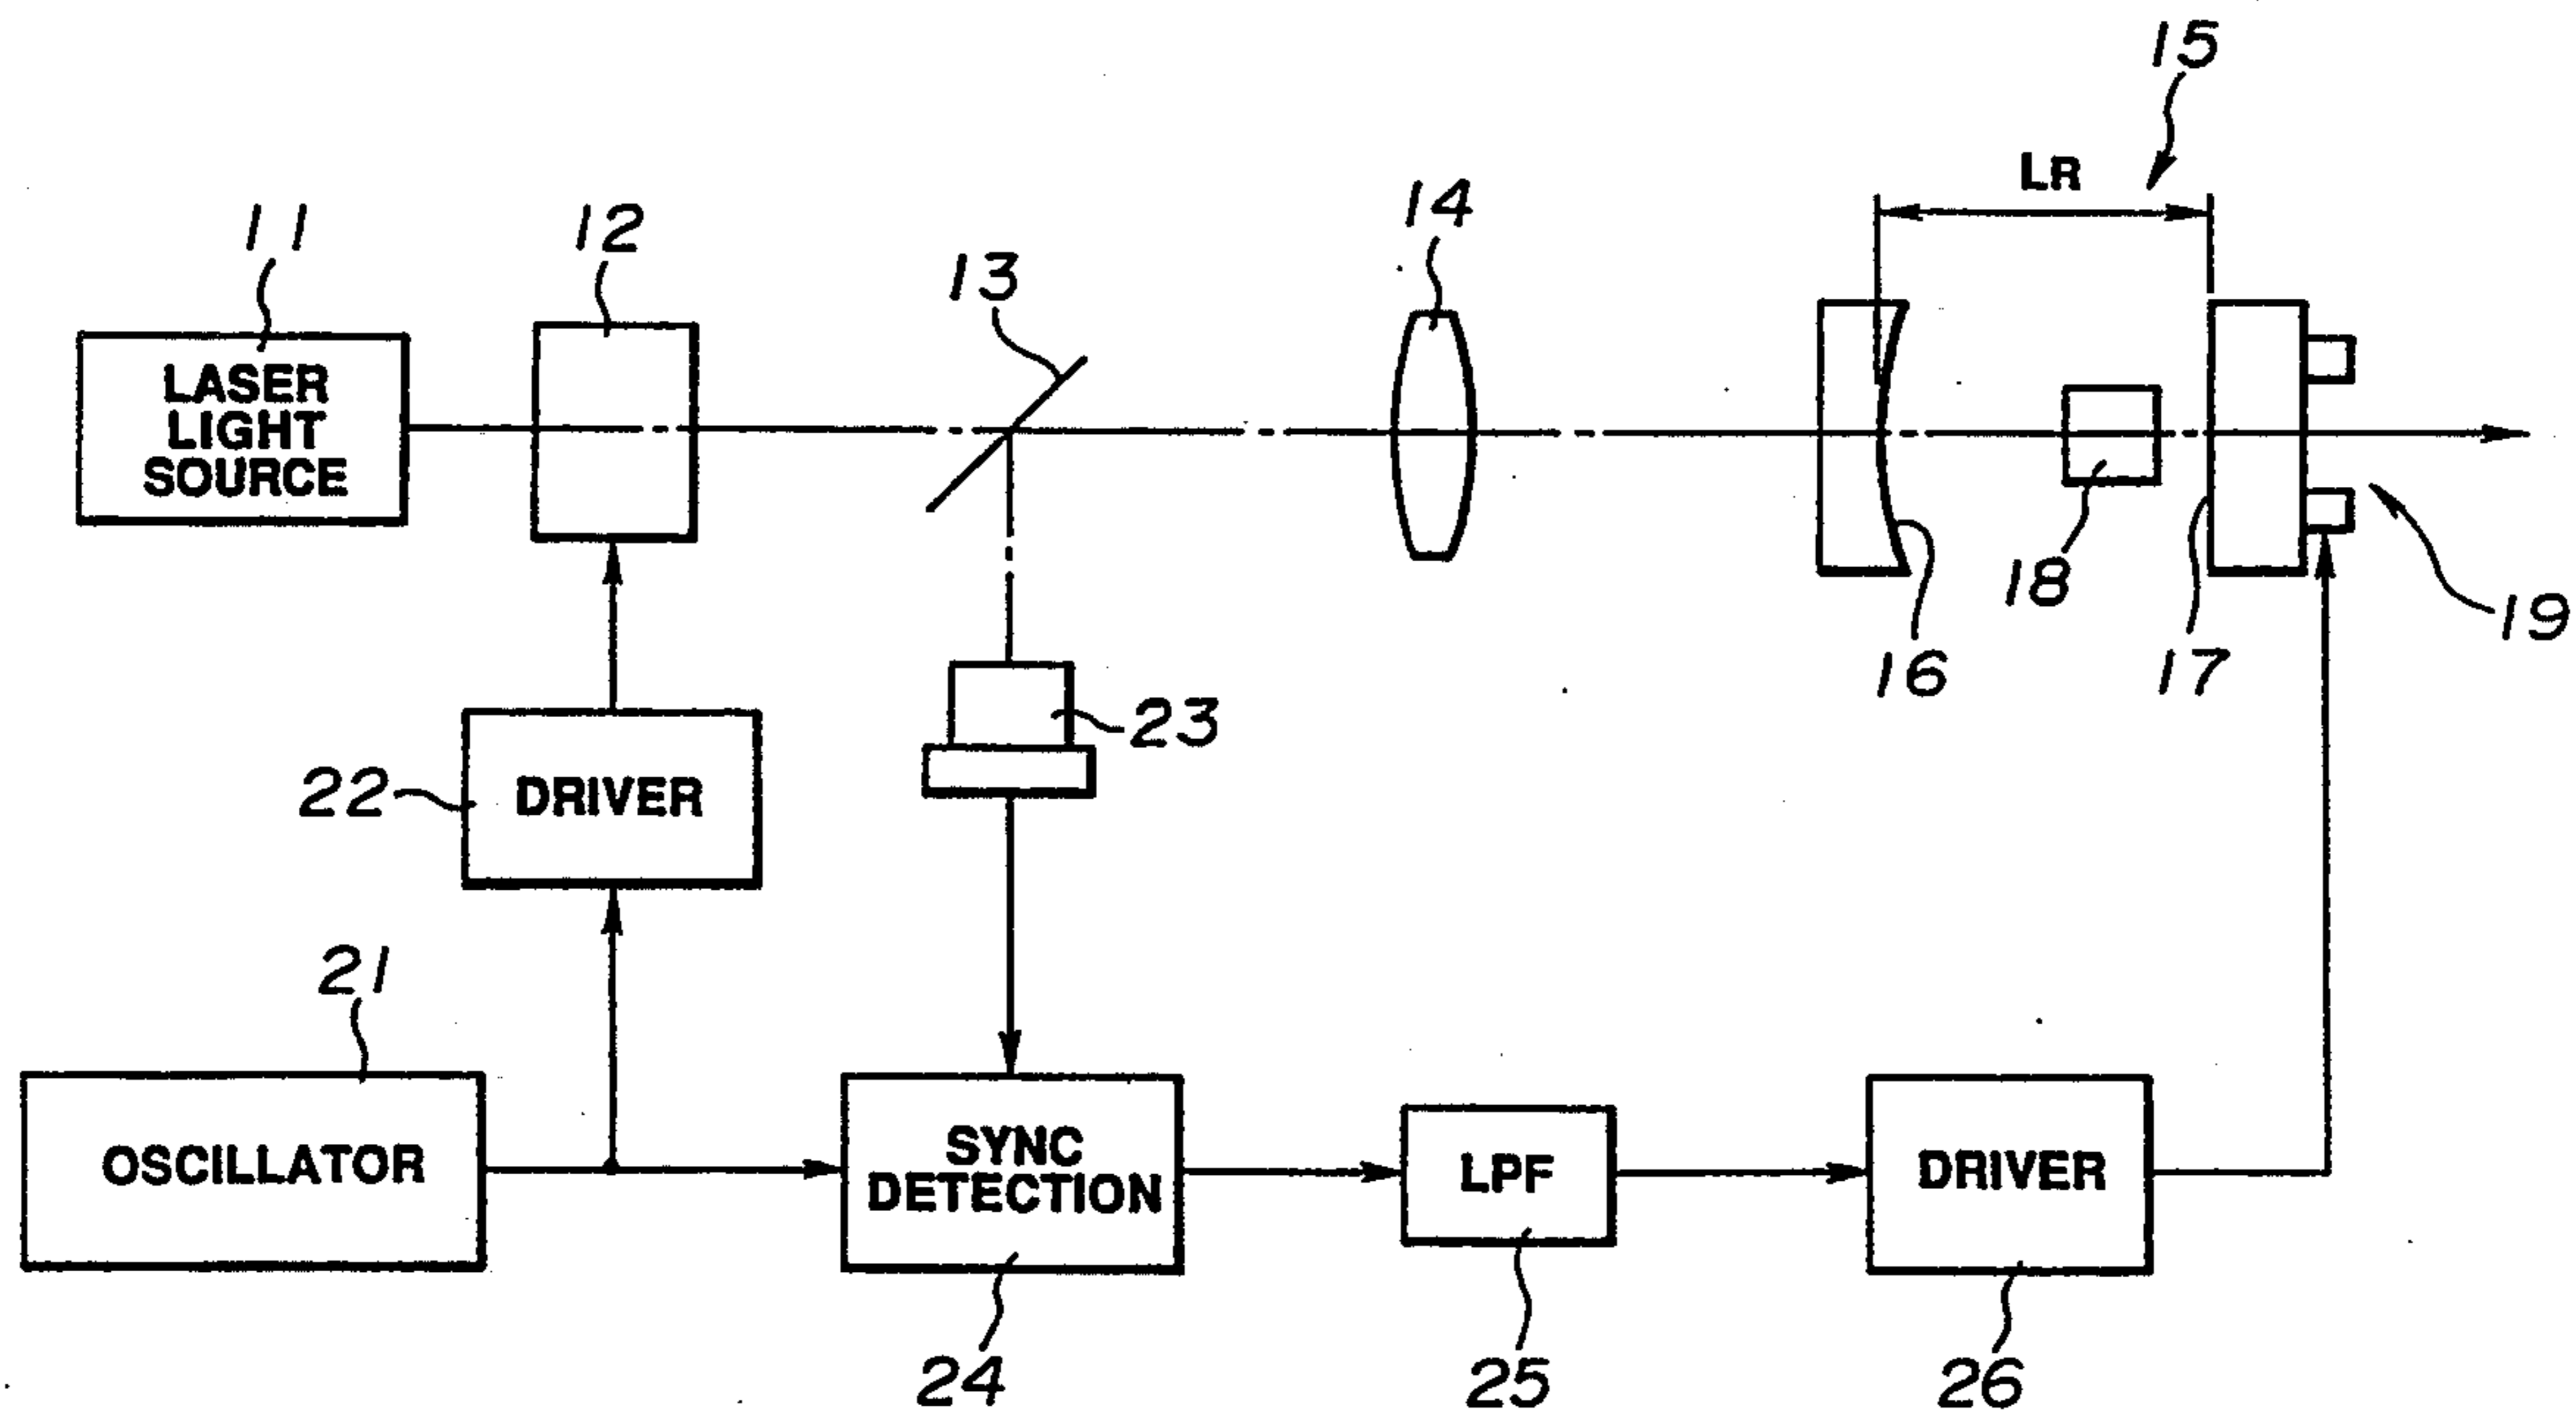 15
LR
11
12
13
14
LASER
LIGHT
SOURCE
18
19
16
17
23
22
DRIVER
21
OSCILLATOR
SYNC
DETECTION
LPF
DRIVER
24
25
26